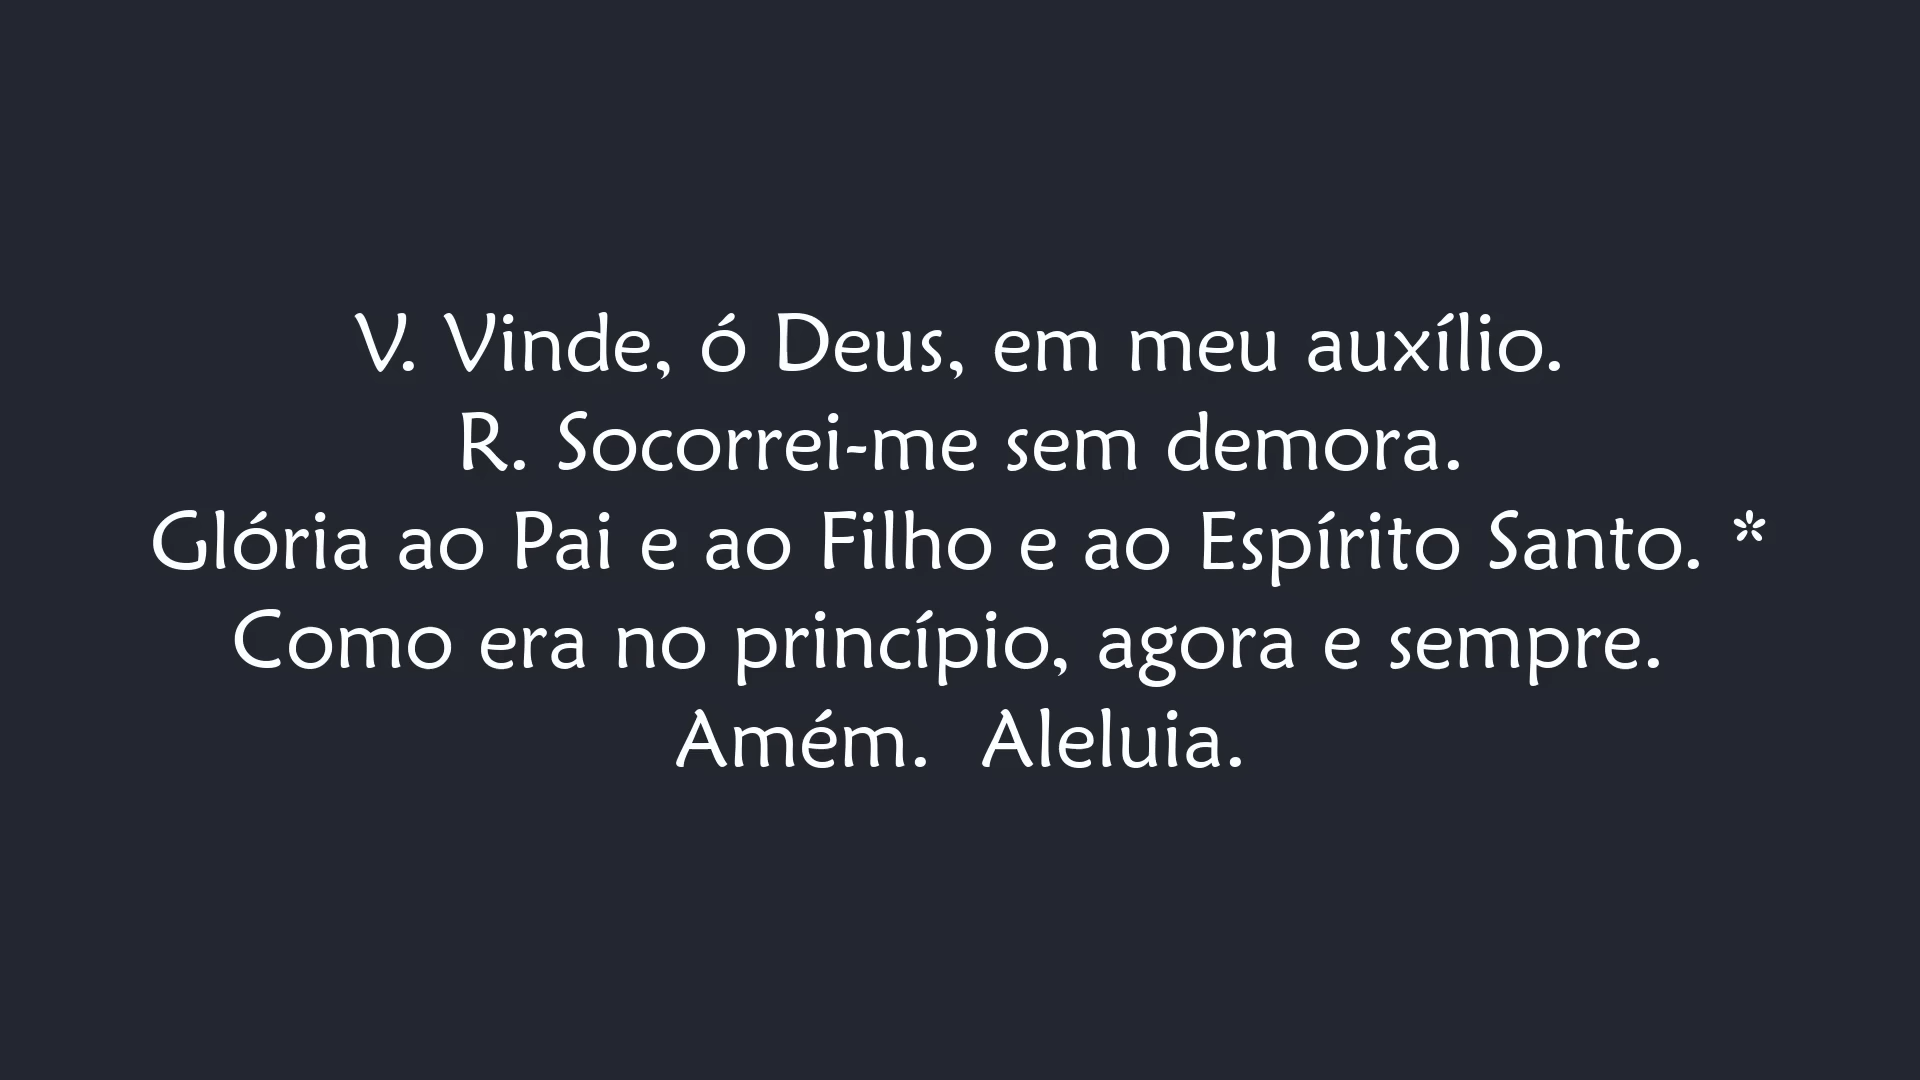 V. Vinde, ó Deus, em meu auxílio.
R. Socorrei-me sem demora.
Glória ao Pai e ao Filho e ao Espírito Santo. *
Como era no princípio, agora e sempre.
Amém.  Aleluia.